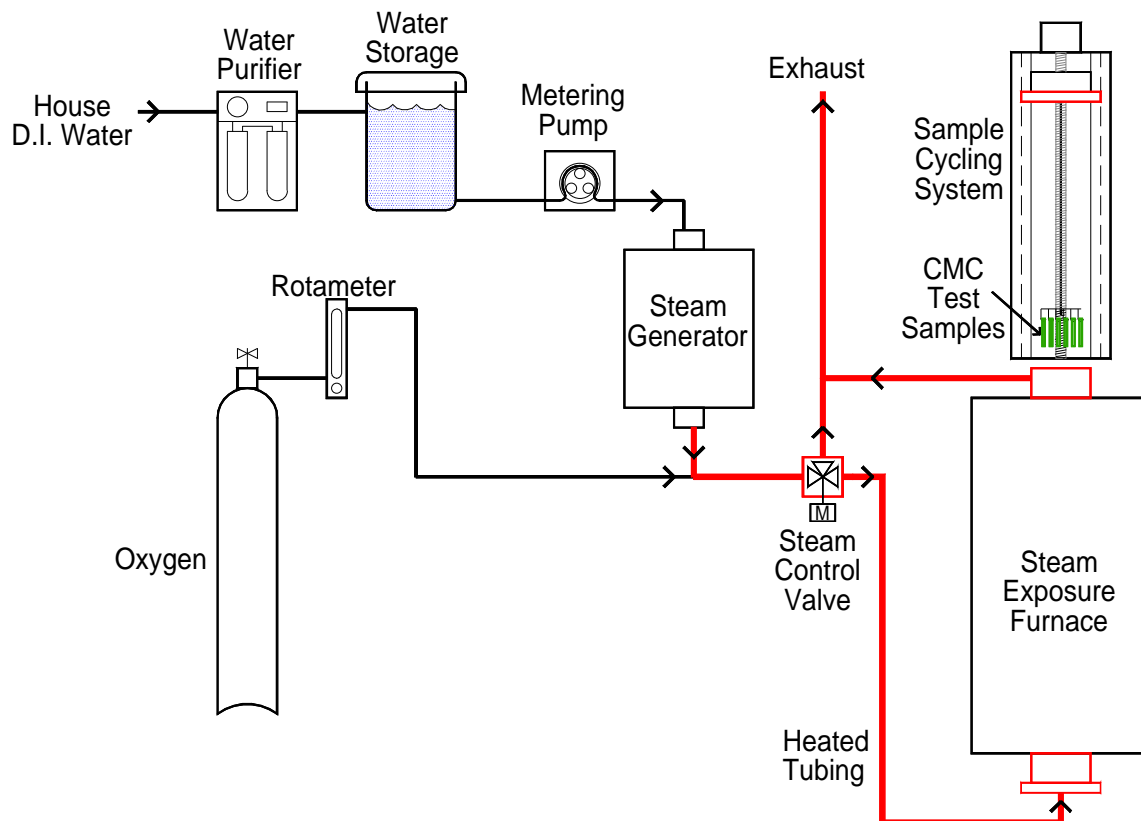 Water
Purifier
Water
Storage
House
D.I. Water
Metering
Pump
Exhaust
Sample
Cycling
System
CMC
Test
Samples
Rotameter
Steam
Generator
Oxygen
M
Steam
Control
Valve
Steam
Exposure
Furnace
Heated
Tubing